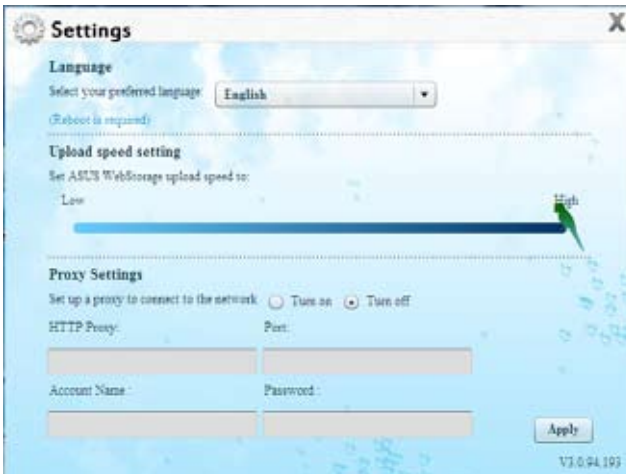 Settings
X
Language
Select your preferred language: English
(Reboot is required)
Upload speed setting
Set ASUS WebStorage upload speed to:
Low High
Proxy Settings
Set up a proxy to connect to the network Turn on Turn off
HTTP Proxy: Port:
Account Name : Password :
Apply
V3.0.94.193